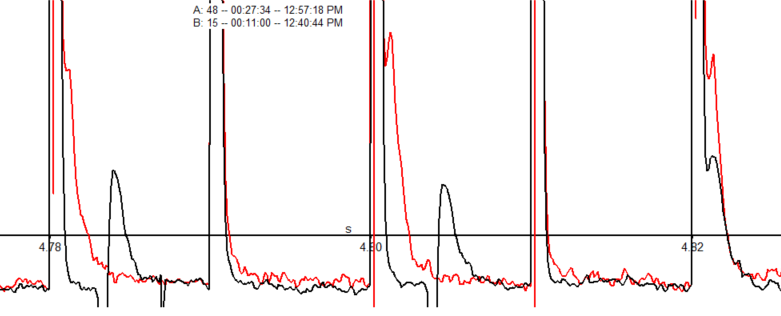 A: 48 -- 00:27:34 -- 12:57:18 PM
B: 15 -- 00:11:00 -- 12:40:44 PM
S
4.78 4.80 4.82